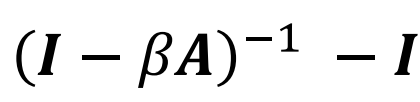 (𝑰 − 𝛽𝑨)⁻¹ − 𝑰